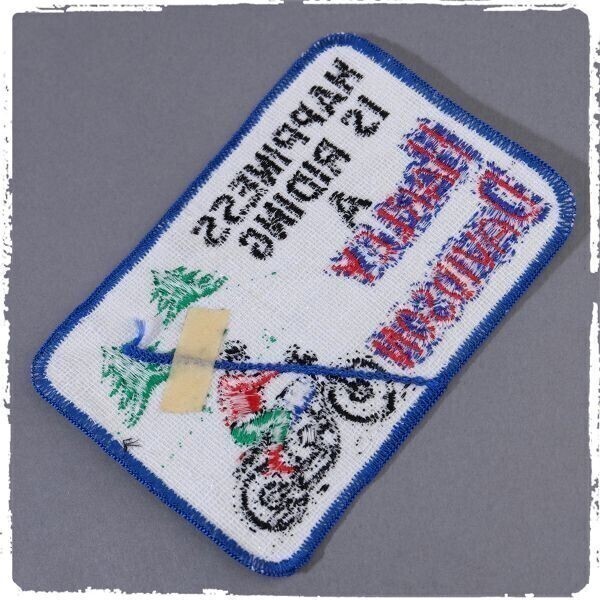 HAPPINESS
IS RIDING
A
HARLEY
DAVIDSON